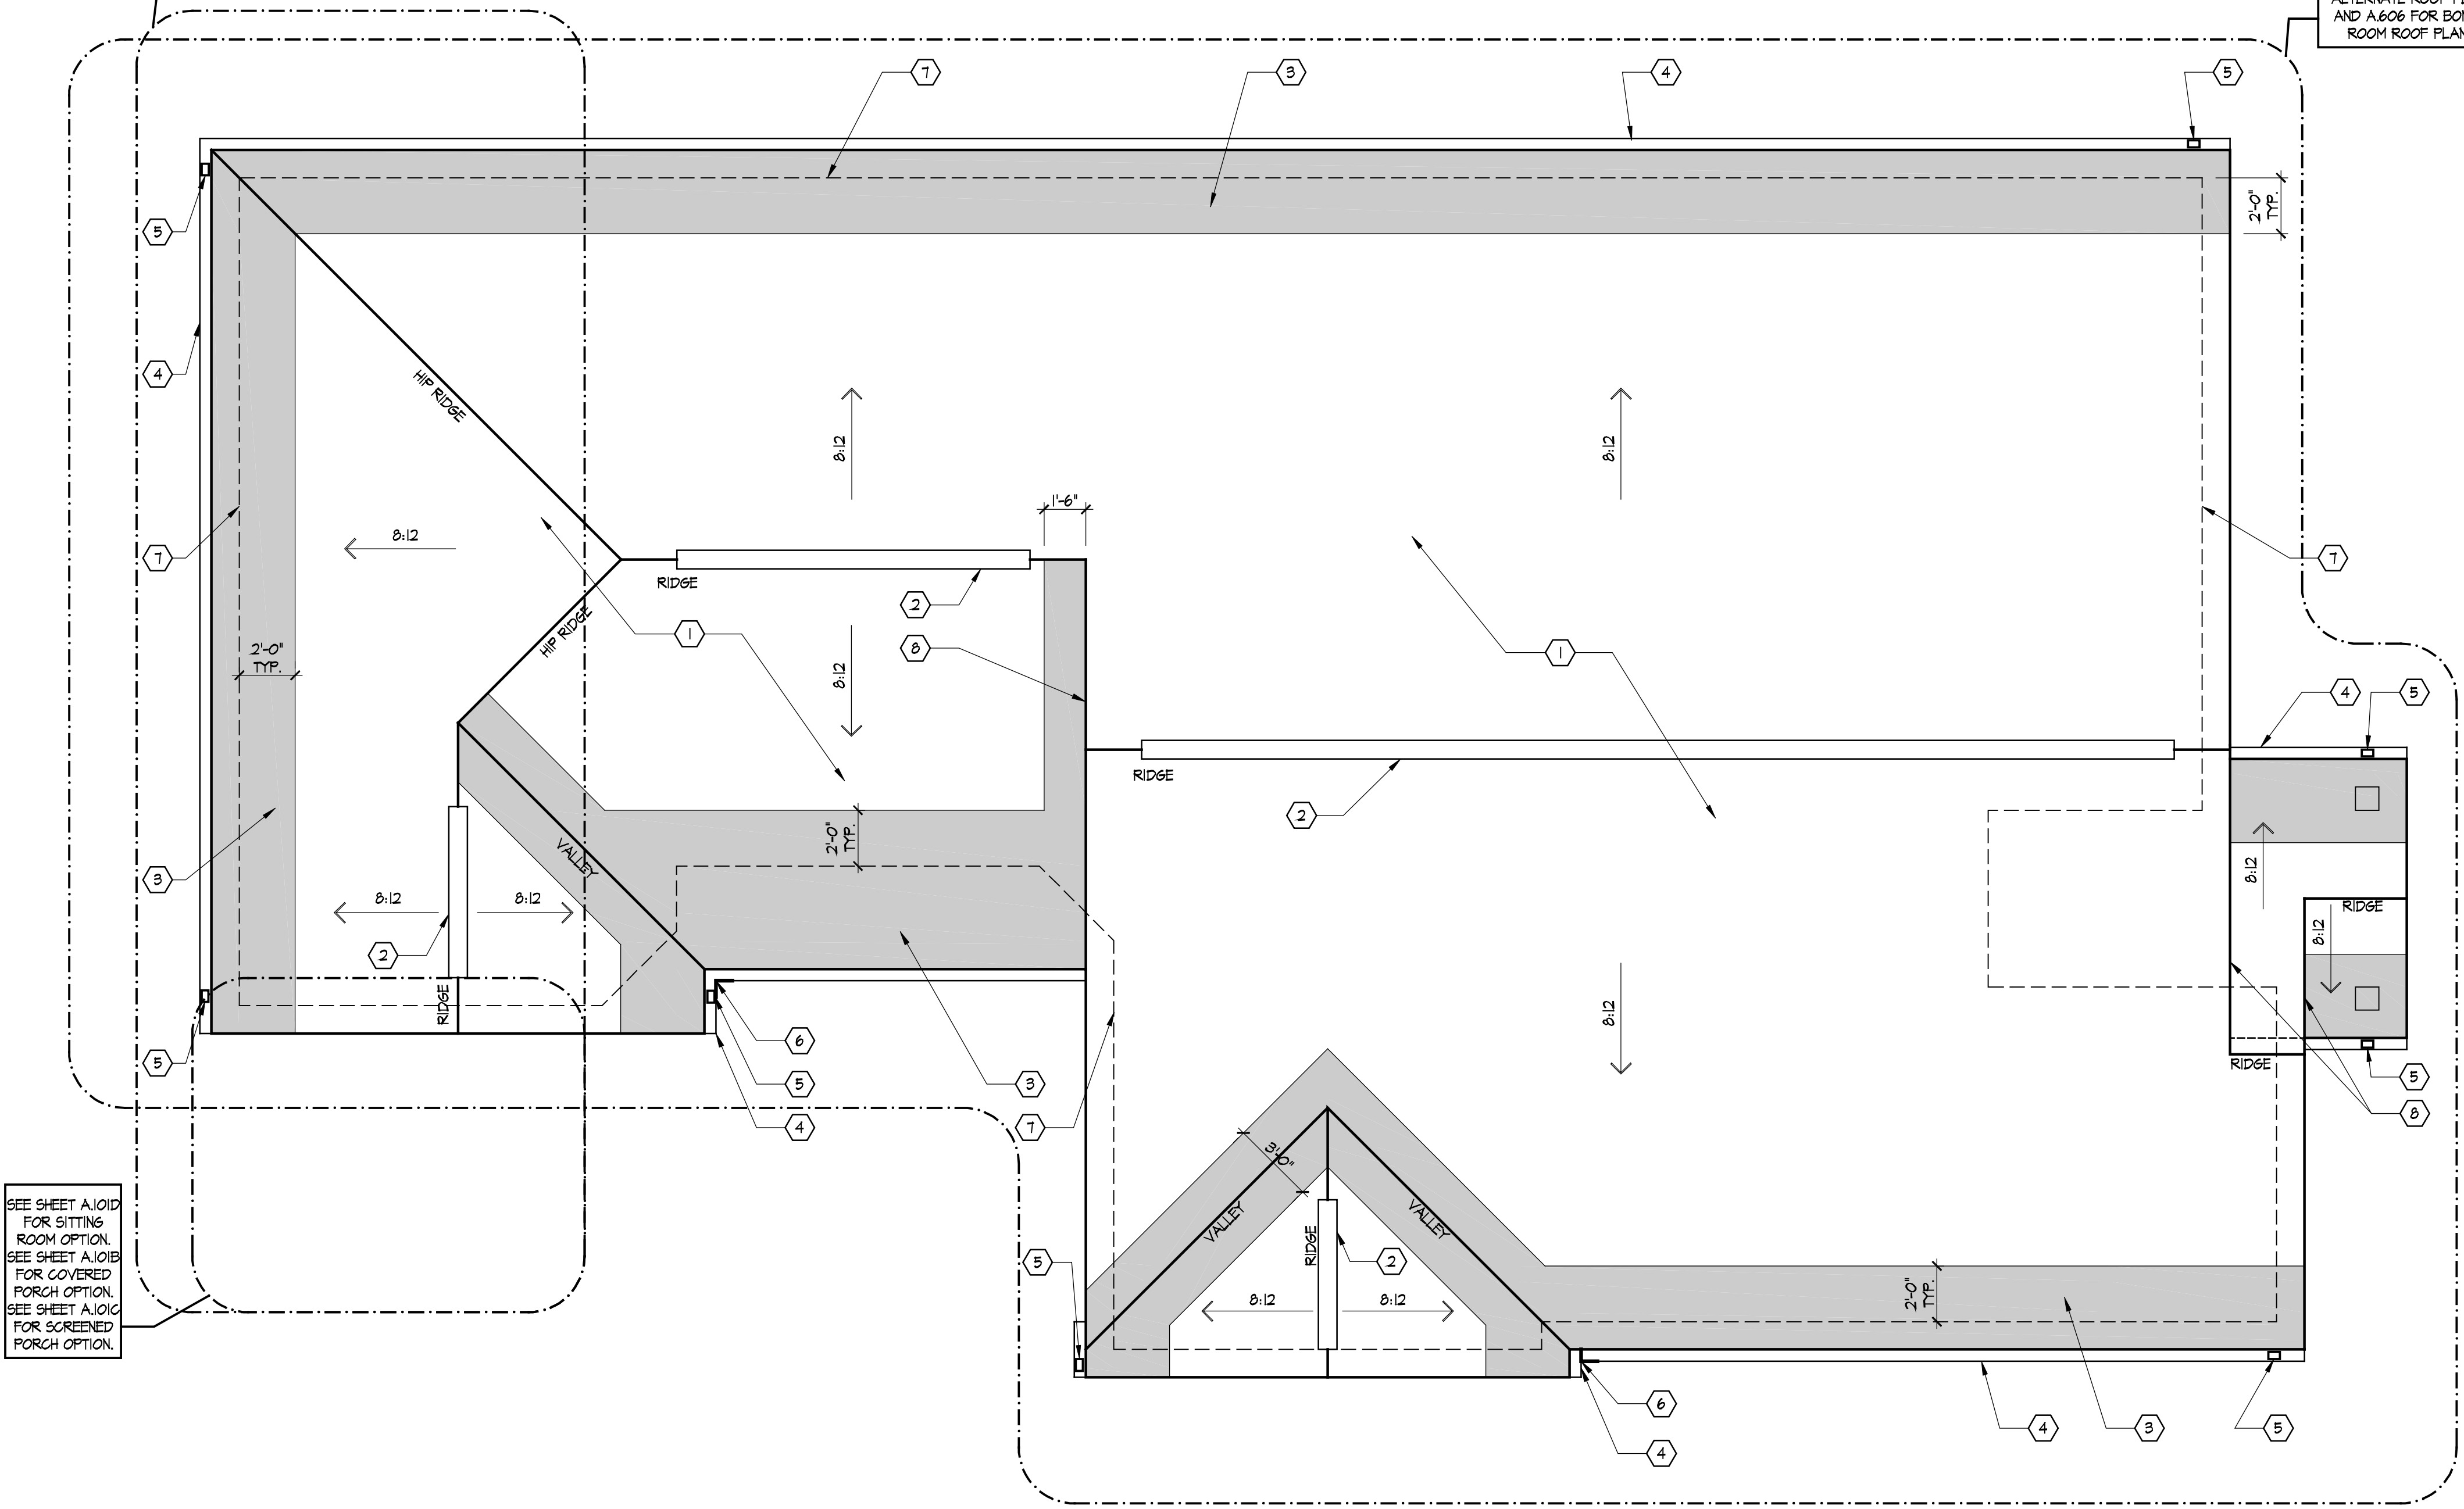 ALTERNATE ROOF
AND A.606 FOR
ROOM ROOF PLAN
7
3
4
5
2'-0"
TYP.
5
4
HIP RIDGE
8:12
8:12
1'-6"
8:12
7
RIDGE
2
7
1
8
HIP RIDGE
2'-0"
TYP.
8:12
1
4
5
RIDGE
2
2'-0"
TYP.
VALLEY
3
8:12
8:12
8:12
RIDGE
8:12
2
3
RIDGE
8:12
6
5
5
RIDGE
5
3
8
4
7
3'-0"
VALLEY
VALLEY
RIDGE
5
2
2'-0"
TYP.
8:12
8:12
3
SEE SHEET A.101D
FOR SITTING
ROOM OPTION.
SEE SHEET A.101B
FOR COVERED
PORCH OPTION.
SEE SHEET A.101C
FOR SCREENED
PORCH OPTION.
6
4
4
5